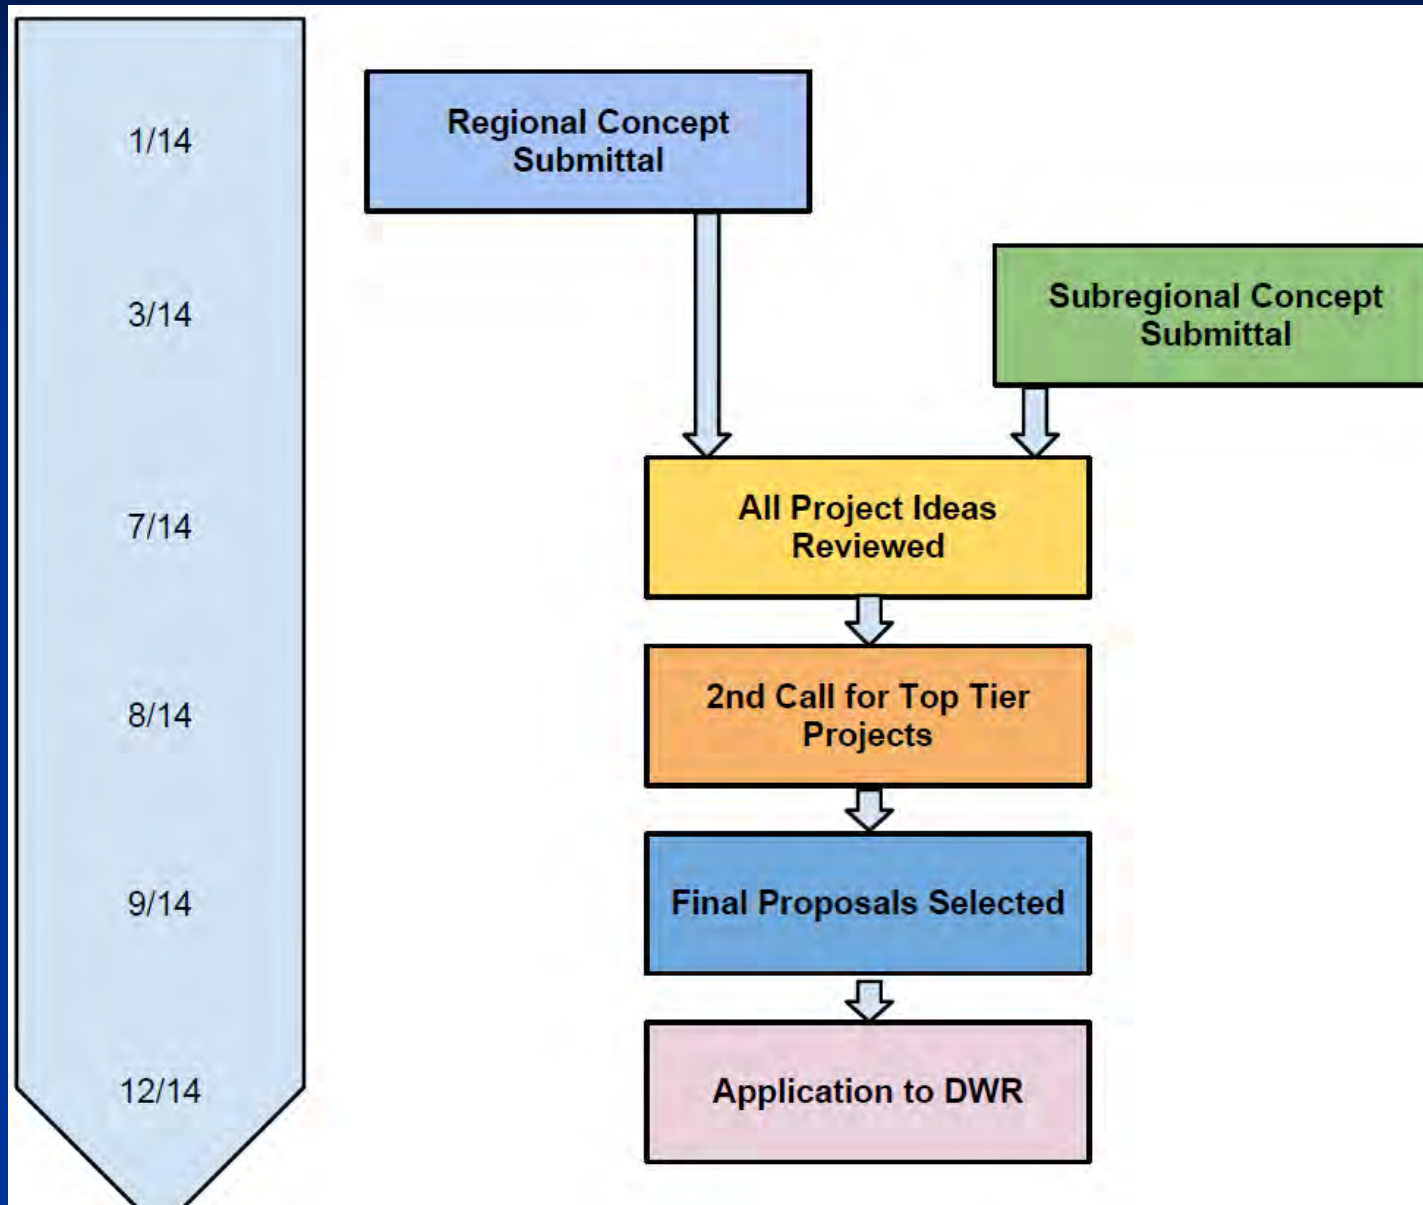 1/14
Regional Concept
Submittal
3/14
Subregional Concept
Submittal
7/14
All Project Ideas
Reviewed
8/14
2nd Call for Top Tier
Projects
9/14
Final Proposals Selected
12/14
Application to DWR